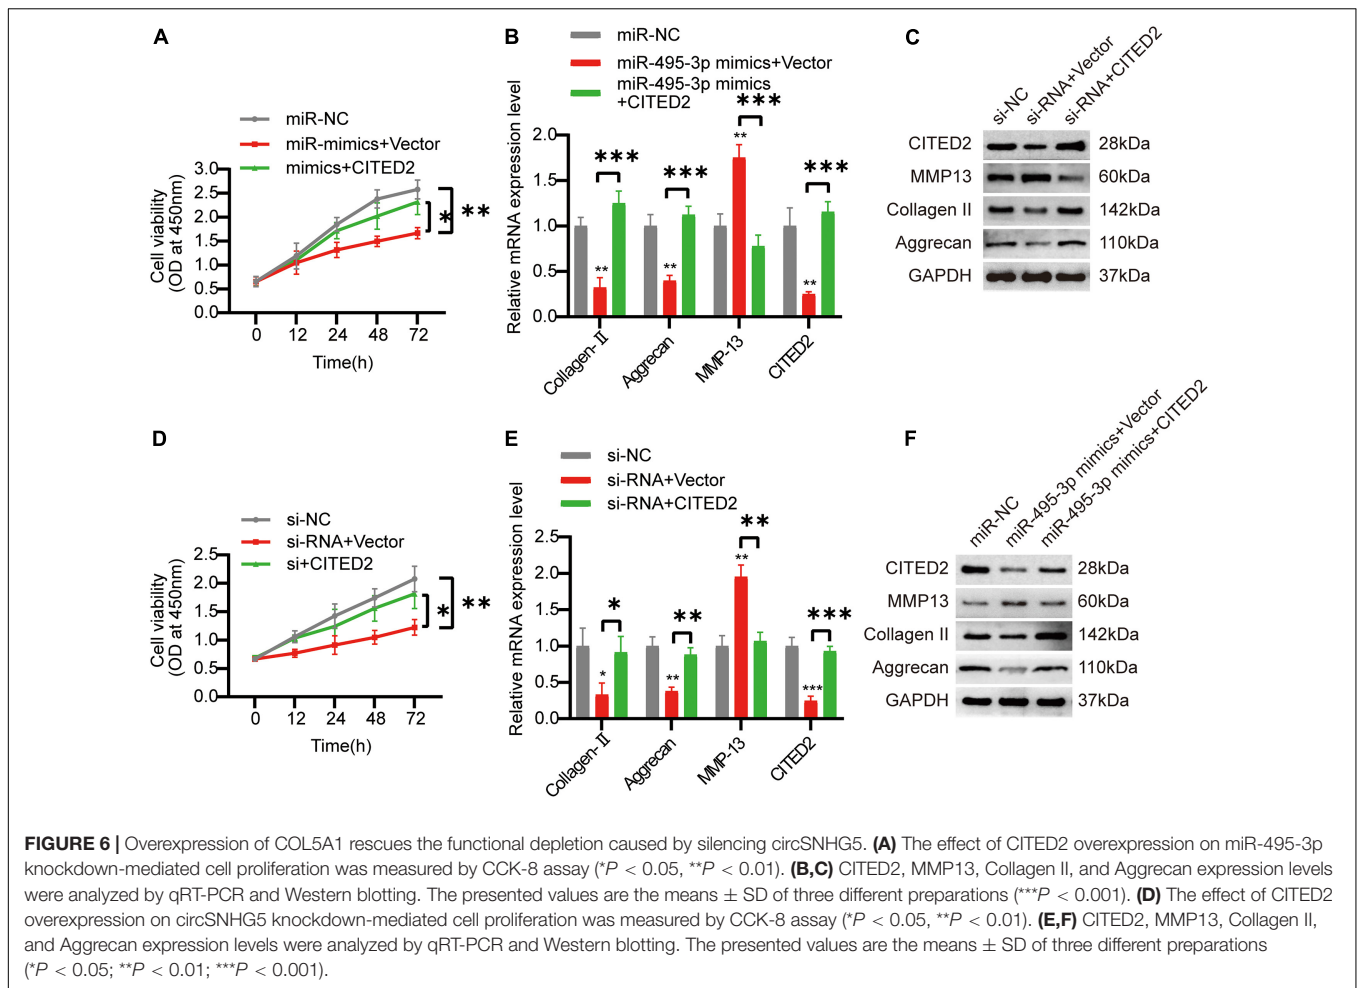 A
miR-NC
miR-mimics+Vector
mimics+CITED2
Cell viability
(OD at 450nm)
3.0
2.5
2.0
1.5
1.0
0.5
0.0
* **
0 12 24 48 72
Time(h)
B
miR-NC
miR-495-3p mimics+Vector
miR-495-3p mimics
+CITED2
Relative mRNA expression level
2.0
1.5
1.0
0.5
0.0
*** *** *** ***
** ** ** **
Collagen-II Aggrecan MMP-13 CITED2
C
si-NC si-RNA+Vector si-RNA+CITED2
CITED2 28kDa
MMP13 60kDa
Collagen II 142kDa
Aggrecan 110kDa
GAPDH 37kDa
D
si-NC
si-RNA+Vector
si+CITED2
Cell viability
(OD at 450nm)
2.5
2.0
1.5
1.0
0.5
0.0
* **
0 12 24 48 72
Time(h)
E
si-NC
si-RNA+Vector
si-RNA+CITED2
Relative mRNA expression level
2.5
2.0
1.5
1.0
0.5
0.0
* ** ** ***
* ** ** ***
Collagen-II Aggrecan MMP-13 CITED2
F
miR-NC miR-495-3p mimics+Vector miR-495-3p mimics+CITED2
CITED2 28kDa
MMP13 60kDa
Collagen II 142kDa
Aggrecan 110kDa
GAPDH 37kDa
FIGURE 6 | Overexpression of COL5A1 rescues the functional depletion caused by silencing circSNHG5. (A) The effect of CITED2 overexpression on miR-495-3p
knockdown-mediated cell proliferation was measured by CCK-8 assay (*P < 0.05, **P < 0.01). (B,C) CITED2, MMP13, Collagen II, and Aggrecan expression levels
were analyzed by qRT-PCR and Western blotting. The presented values are the means ± SD of three different preparations (***P < 0.001). (D) The effect of CITED2
overexpression on circSNHG5 knockdown-mediated cell proliferation was measured by CCK-8 assay (*P < 0.05, **P < 0.01). (E,F) CITED2, MMP13, Collagen II,
and Aggrecan expression levels were analyzed by qRT-PCR and Western blotting. The presented values are the means ± SD of three different preparations
(*P < 0.05; **P < 0.01; ***P < 0.001).